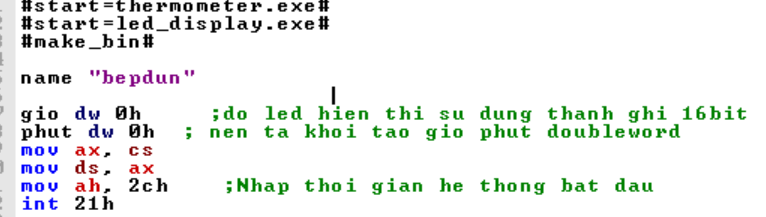 #start=thermometer.exe#
#start=led_display.exe#
#make_bin#
name "bepdun"
gio dw 0h ;do led hien thi su dung thanh ghi 16bit
phut dw 0h ; nen ta khoi tao gio phut doubleword
mov ax, cs
mov ds, ax
mov ah, 2ch ;Nhap thoi gian he thong bat dau
int 21h